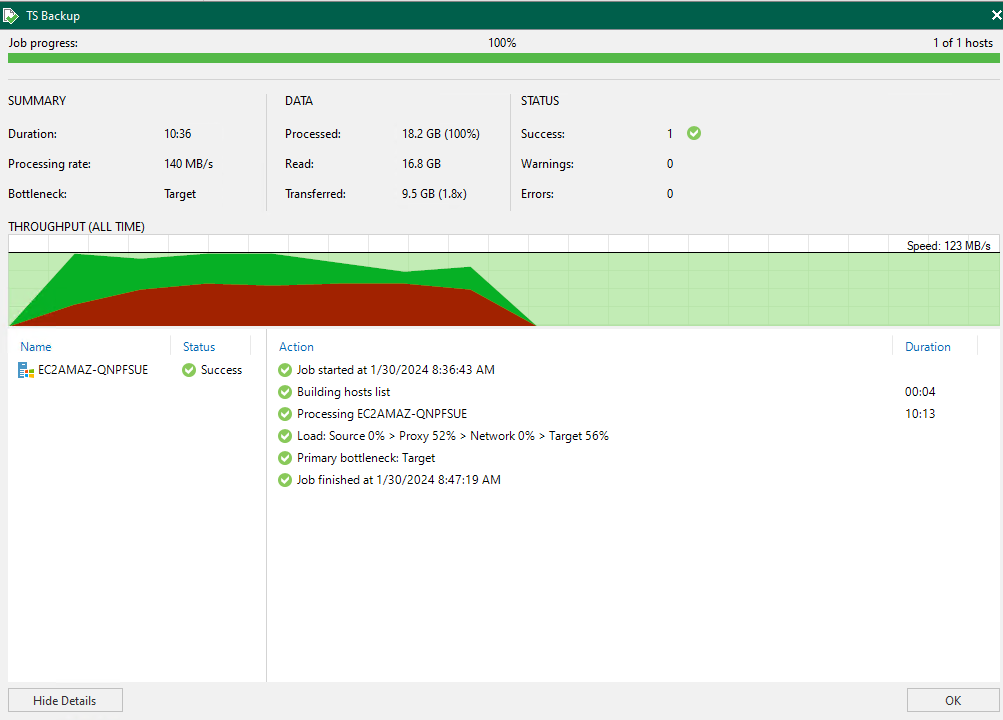 TS Backup
Job progress: 100% 1 of 1 hosts
SUMMARY DATA STATUS
Duration: 10:36 Processed: 18.2 GB (100%) Success: 1
Processing rate: 140 MB/s Read: 16.8 GB Warnings: 0
Bottleneck: Target Transferred: 9.5 GB (1.8x) Errors: 0
THROUGHPUT (ALL TIME)
Speed: 123 MB/s
Name Status Action Duration
EC2AMAZ-QNPFSUE Success Job started at 1/30/2024 8:36:43 AM
Building hosts list 00:04
Processing EC2AMAZ-QNPFSUE 10:13
Load: Source 0% > Proxy 52% > Network 0% > Target 56%
Primary bottleneck: Target
Job finished at 1/30/2024 8:47:19 AM
Hide Details OK